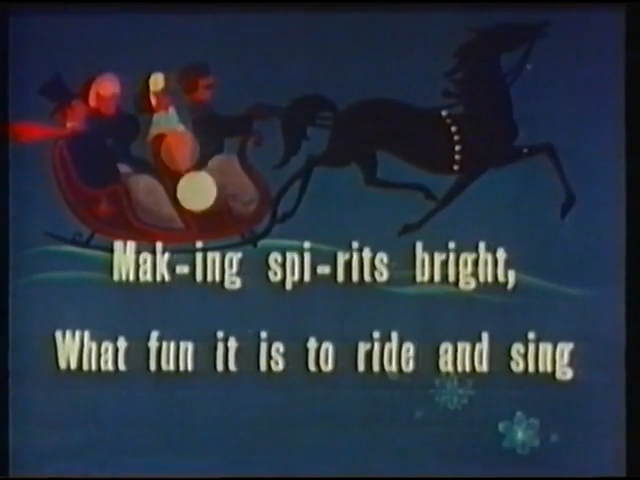 Mak-ing spi-rits bright,
What fun it is to ride and sing